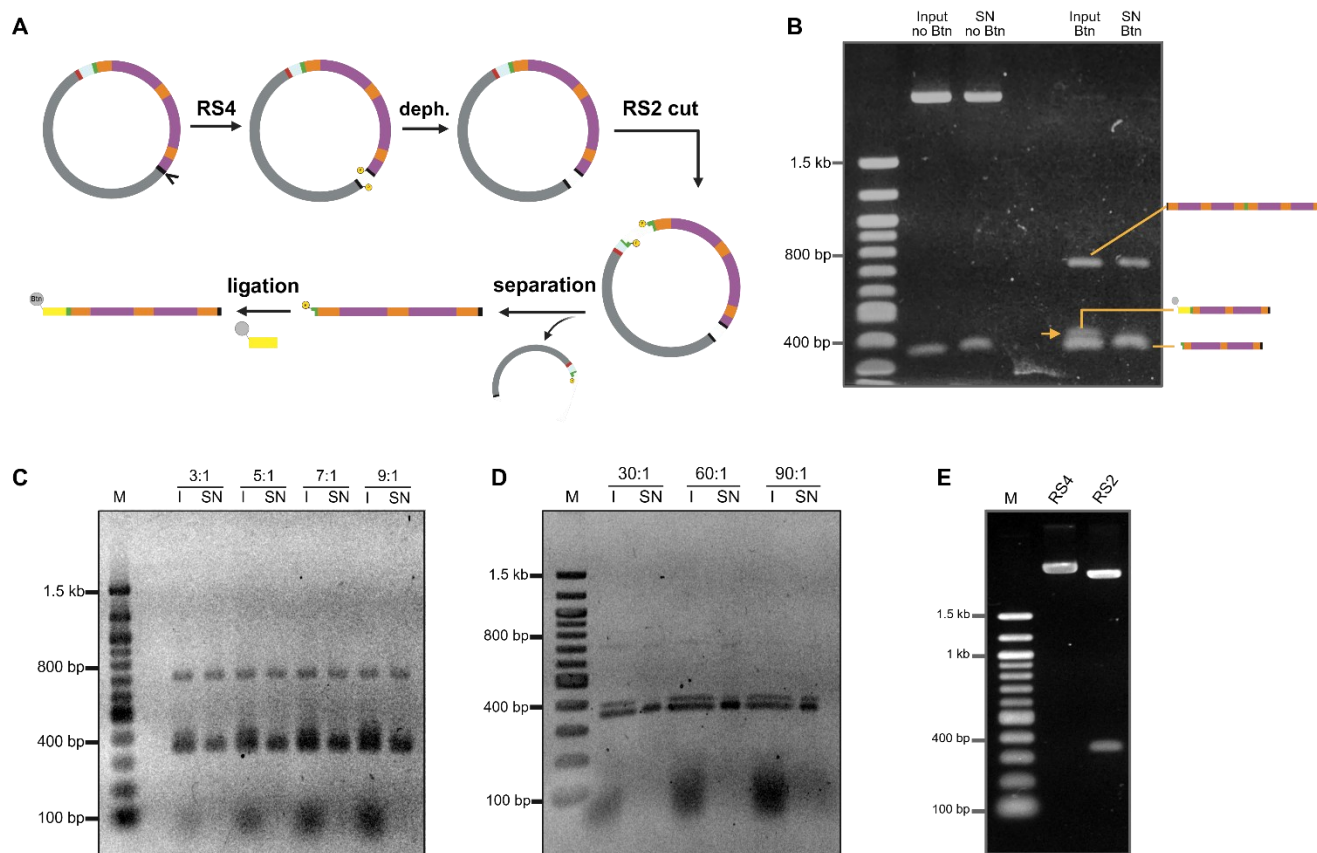 A
RS4
deph.
RS2 cut
separation
ligation
Btn
B
Input no Btn
SN no Btn
Input Btn
SN Btn
1.5 kb
800 bp
400 bp
C
3:1
5:1
7:1
9:1
M
I
SN
I
SN
I
SN
I
SN
1.5 kb
800 bp
400 bp
100 bp
D
30:1
60:1
90:1
M
I
SN
I
SN
I
SN
1.5 kb
800 bp
400 bp
100 bp
E
M
RS4
RS2
1.5 kb
1 kb
400 bp
100 bp